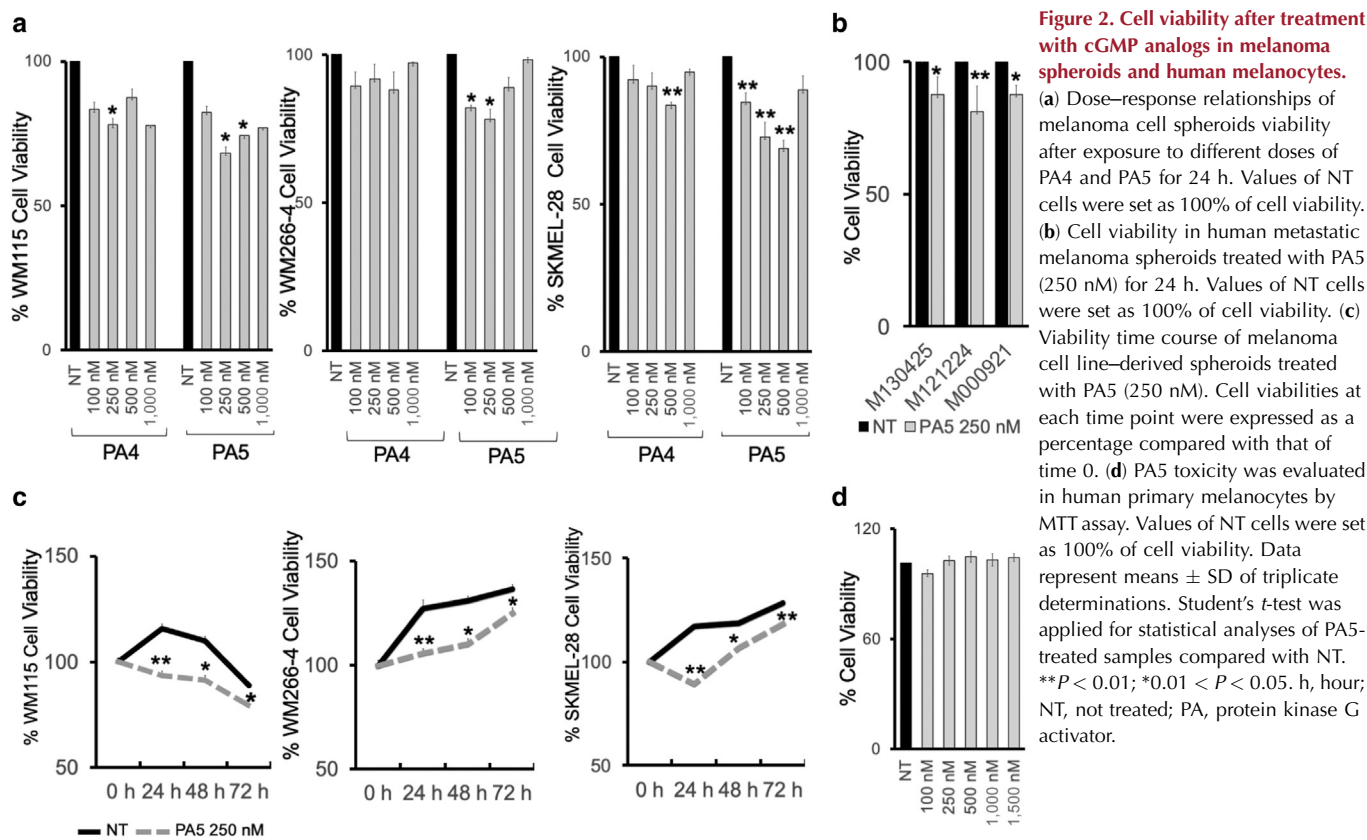 a
% WM115 Cell Viability
100
50
0
NT
100 nM
250 nM
500 nM
1,000 nM
PA4
NT
100 nM
250 nM
500 nM
1,000 nM
PA5
*
*
*
% WM266-4 Cell Viability
100
50
0
NT
100 nM
250 nM
500 nM
1,000 nM
PA4
NT
100 nM
250 nM
500 nM
1,000 nM
PA5
*
*
% SKMEL-28 Cell Viability
100
50
0
NT
100 nM
250 nM
500 nM
1,000 nM
PA4
NT
100 nM
250 nM
500 nM
1,000 nM
PA5
**
**
**
**
b
% Cell Viability
100
50
0
*
**
*
M130425
M121224
M000921
NT PA5 250 nM
c
% WM115 Cell Viability
150
100
50
**
*
*
0 h 24 h 48 h 72 h
NT PA5 250 nM
% WM266-4 Cell Viability
150
100
50
**
*
*
0 h 24 h 48 h 72 h
% SKMEL-28 Cell Viability
150
100
50
**
*
**
0 h 24 h 48 h 72 h
d
% Cell Viability
120
60
0
NT
100 nM
250 nM
500 nM
1,000 nM
1,500 nM
Figure 2. Cell viability after treatment
with cGMP analogs in melanoma
spheroids and human melanocytes.
(a) Dose–response relationships of
melanoma cell spheroids viability
after exposure to different doses of
PA4 and PA5 for 24 h. Values of NT
cells were set as 100% of cell viability.
(b) Cell viability in human metastatic
melanoma spheroids treated with PA5
(250 nM) for 24 h. Values of NT cells
were set as 100% of cell viability. (c)
Viability time course of melanoma
cell line–derived spheroids treated
with PA5 (250 nM). Cell viabilities at
each time point were expressed as a
percentage compared with that of
time 0. (d) PA5 toxicity was evaluated
in human primary melanocytes by
MTT assay. Values of NT cells were set
as 100% of cell viability. Data
represent means ± SD of triplicate
determinations. Student's t-test was
applied for statistical analyses of PA5-
treated samples compared with NT.
**P < 0.01; *0.01 < P < 0.05. h, hour;
NT, not treated; PA, protein kinase G
activator.